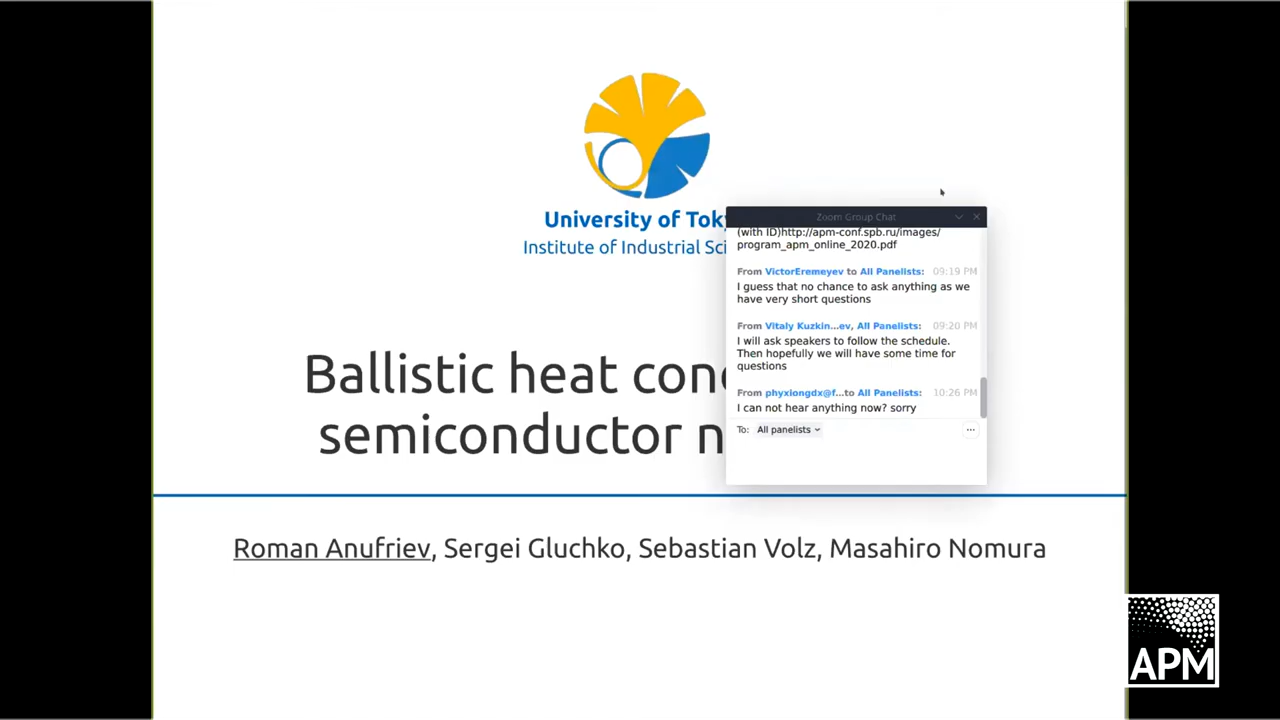 University of Tok
Institute of Industrial Sci
Ballistic heat con
semiconductor n
Roman Anufriev, Sergei Gluchko, Sebastian Volz, Masahiro Nomura
Zoom Group Chat
(with ID)http://apm-conf.spb.ru/images/
program_apm_online_2020.pdf
From VictorEremeyev to All Panelists: 09:19 PM
I guess that no chance to ask anything as we
have very short questions
From Vitaly Kuzkin...ev, All Panelists: 09:20 PM
I will ask speakers to follow the schedule.
Then hopefully we will have some time for
questions
From phyxiongdx@f...to All Panelists: 10:26 PM
I can not hear anything now? sorry
To: All panelists
...
APM